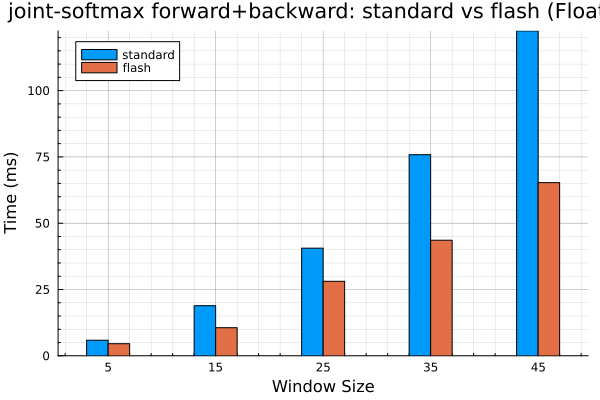 joint-softmax forward+backward: standard vs flash (Float
standard
flash
Time (ms)
100
75
50
25
0
5 15 25 35 45
Window Size